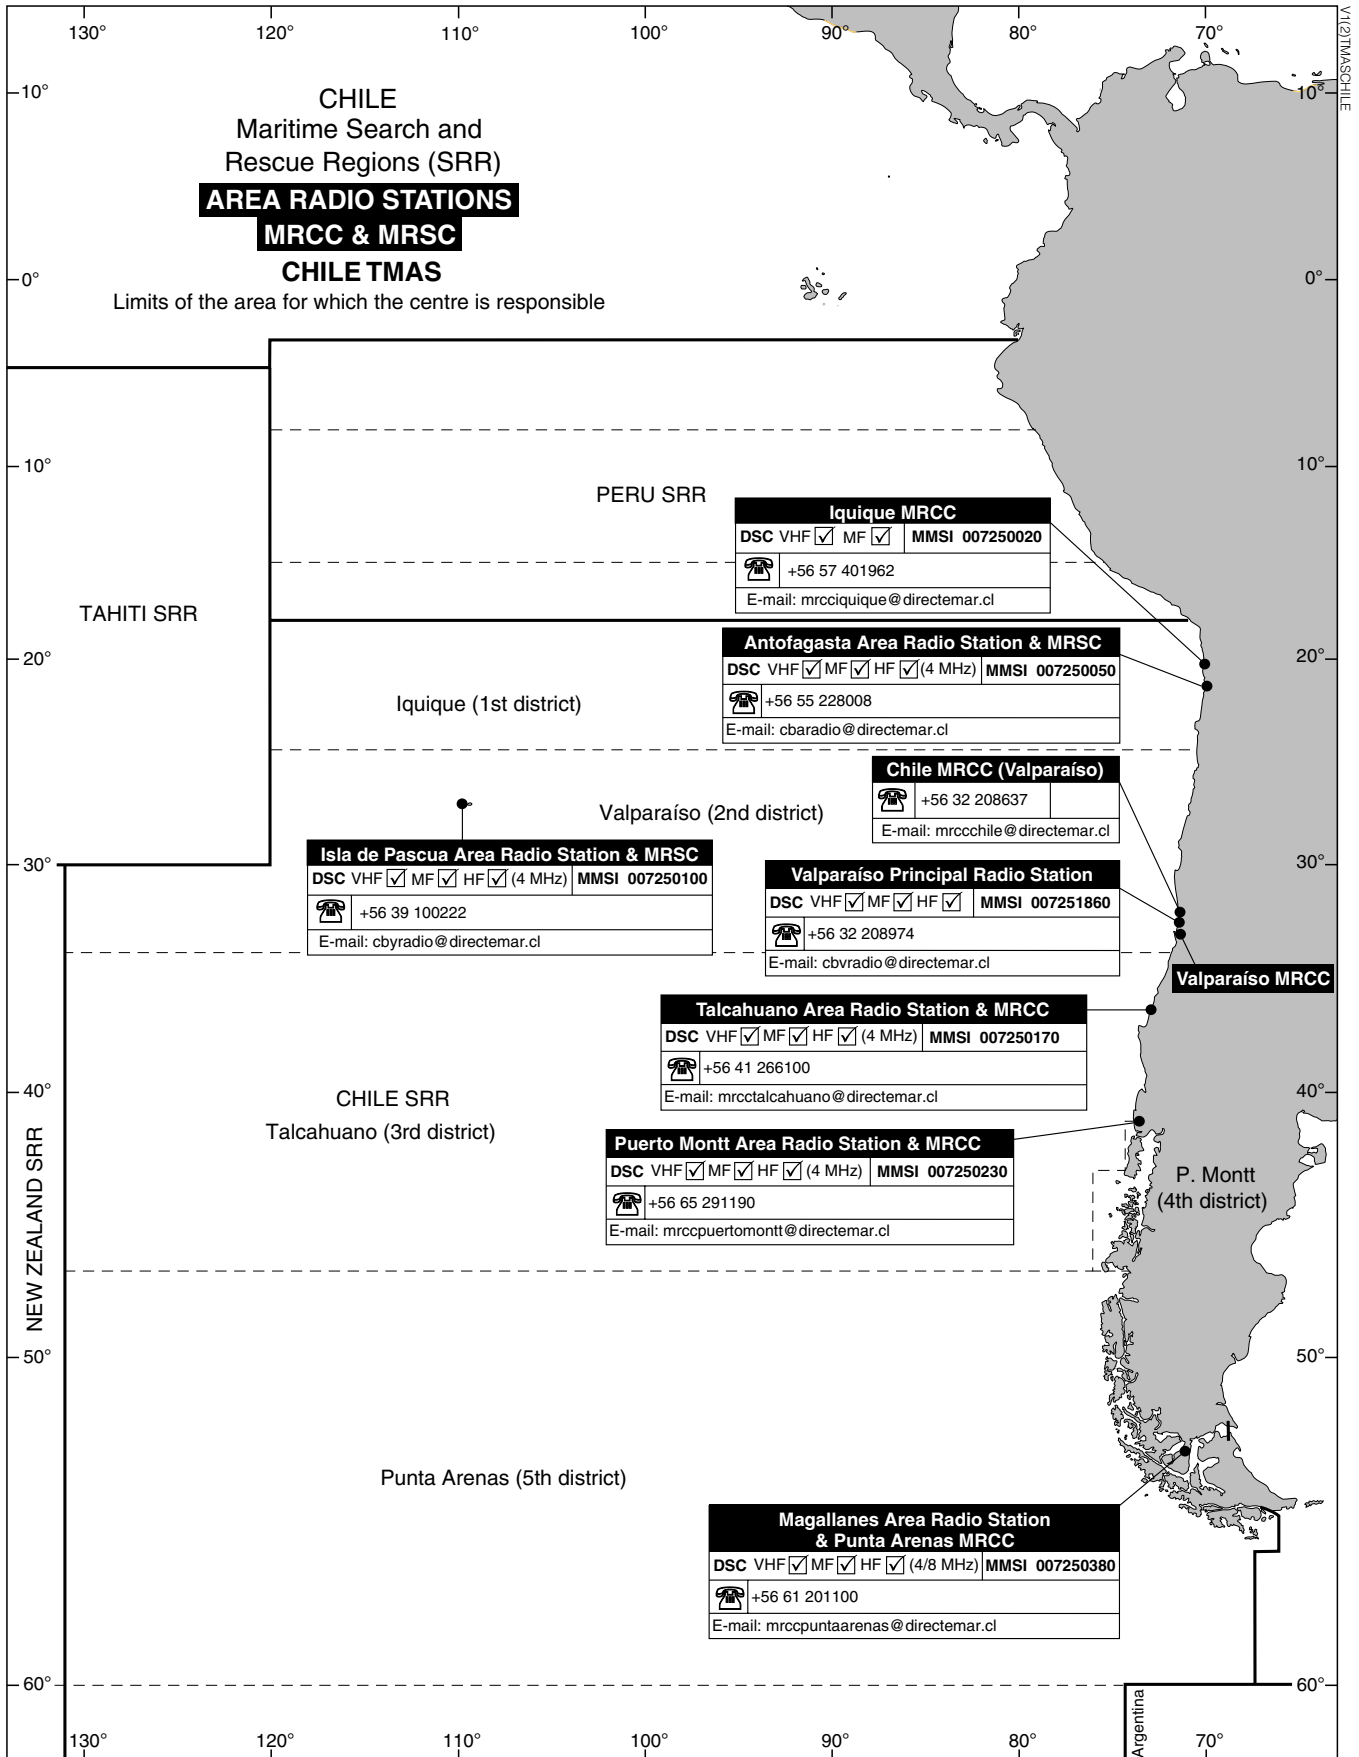 130° 120° 110° 100° 90° 80° 70°
V1(2)TMASCHILE
10° 10°
CHILE
Maritime Search and
Rescue Regions (SRR)
AREA RADIO STATIONS
MRCC & MRSC
CHILE TMAS
Limits of the area for which the centre is responsible
0° 0°
10° 10°
PERU SRR
Iquique MRCC
DSC VHF MF MMSI 007250020
+56 57 401962
E-mail: mrcciquique@directemar.cl
TAHITI SRR
20° 20°
Antofagasta Area Radio Station & MRSC
DSC VHF MF HF (4 MHz) MMSI 007250050
+56 55 228008
E-mail: cbaradio@directemar.cl
Iquique (1st district)
Chile MRCC (Valparaíso)
+56 32 208637
E-mail: mrccchile@directemar.cl
Valparaíso (2nd district)
30° 30°
Isla de Pascua Area Radio Station & MRSC
DSC VHF MF HF (4 MHz) MMSI 007250100
+56 39 100222
E-mail: cbyradio@directemar.cl
Valparaíso Principal Radio Station
DSC VHF MF HF MMSI 007251860
+56 32 208974
E-mail: cbvradio@directemar.cl
Valparaíso MRCC
Talcahuano Area Radio Station & MRCC
DSC VHF MF HF (4 MHz) MMSI 007250170
+56 41 266100
E-mail: mrcctalcahuano@directemar.cl
40° 40°
CHILE SRR
Talcahuano (3rd district)
NEW ZEALAND SRR
Puerto Montt Area Radio Station & MRCC
DSC VHF MF HF (4 MHz) MMSI 007250230
+56 65 291190
E-mail: mrccpuertomontt@directemar.cl
P. Montt
(4th district)
50° 50°
Punta Arenas (5th district)
Magallanes Area Radio Station
& Punta Arenas MRCC
DSC VHF MF HF (4/8 MHz) MMSI 007250380
+56 61 201100
E-mail: mrccpuntaarenas@directemar.cl
60° 60°
Argentina
130° 120° 110° 100° 90° 80° 70°